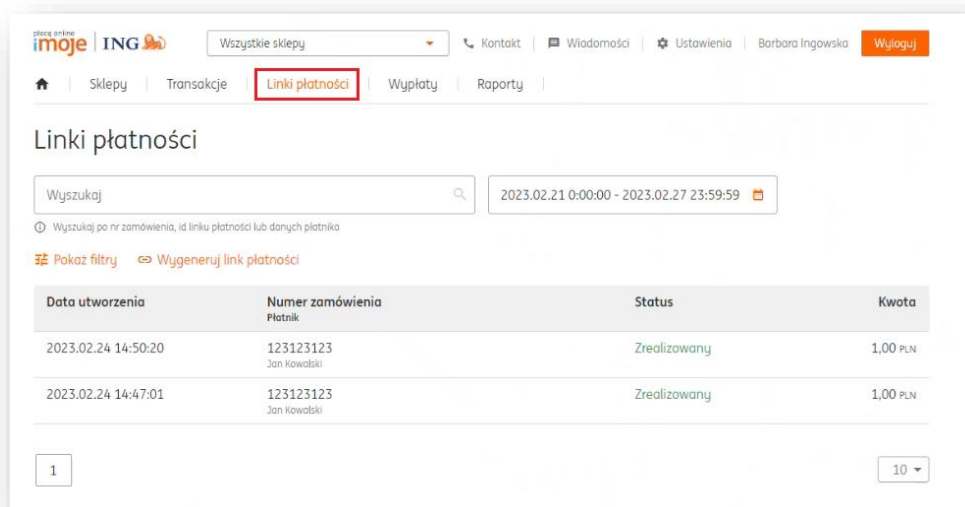 płacę online
imoje | ING
Wszystkie sklepy
Kontakt
Wiadomości
Ustawienia
Barbara Ingowska
Wyloguj
Sklepy
Transakcje
Linki płatności
Wypłaty
Raporty
Linki płatności
Wyszukaj
2023.02.21 0:00:00 - 2023.02.27 23:59:59
Wyszukaj po nr zamówienia, id linku płatności lub danych płatnika
Pokaż filtry
Wygeneruj link płatności
Data utworzenia Numer zamówienia Status Kwota
Płatnik
2023.02.24 14:50:20 123123123 Zrealizowany 1,00 PLN
Jan Kowalski
2023.02.24 14:47:01 123123123 Zrealizowany 1,00 PLN
Jan Kowalski
1
10